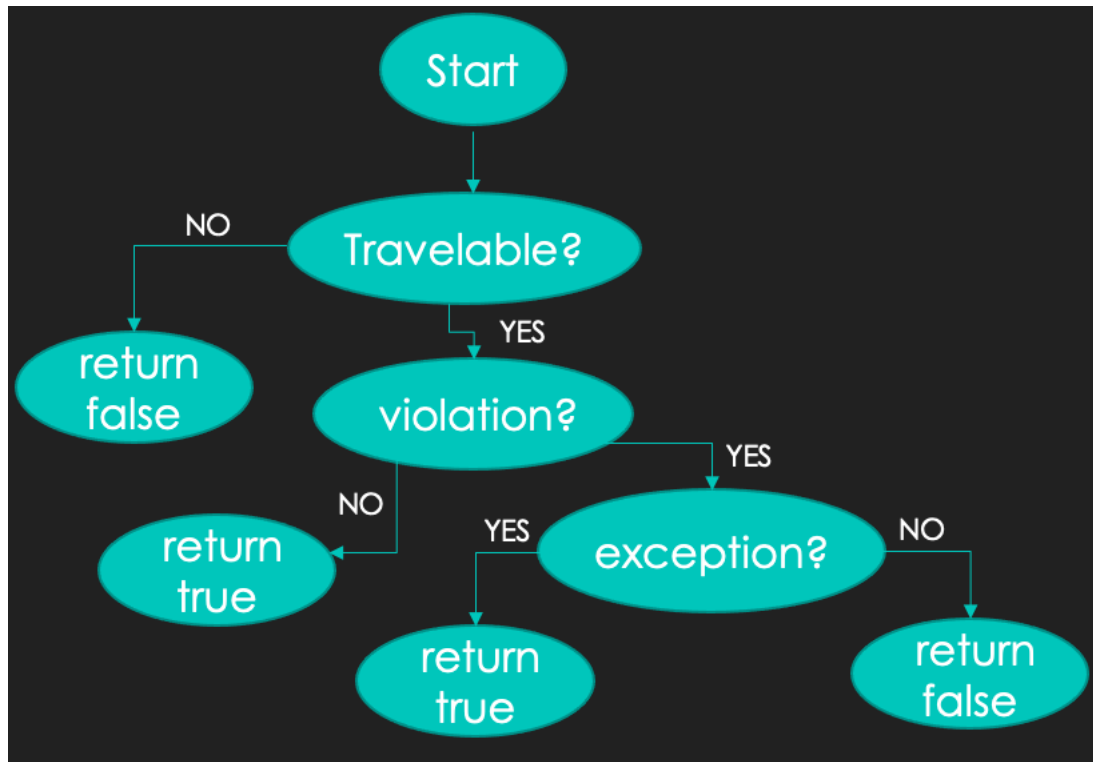 Start
NO
Travelable?
YES
return
false
violation?
YES
NO
return
true
YES
exception?
NO
return
true
return
false